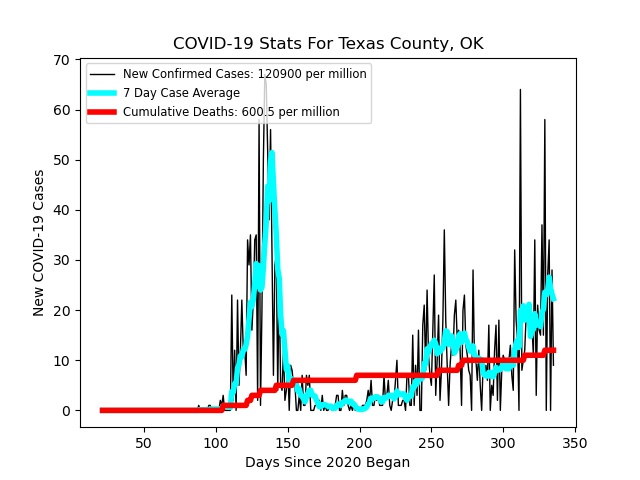 COVID-19 Stats For Texas County, OK
New Confirmed Cases: 120900 per million
7 Day Case Average
Cumulative Deaths: 600.5 per million
New COVID-19 Cases
70
60
50
40
30
20
10
0
50
100
150
200
250
300
350
Days Since 2020 Began